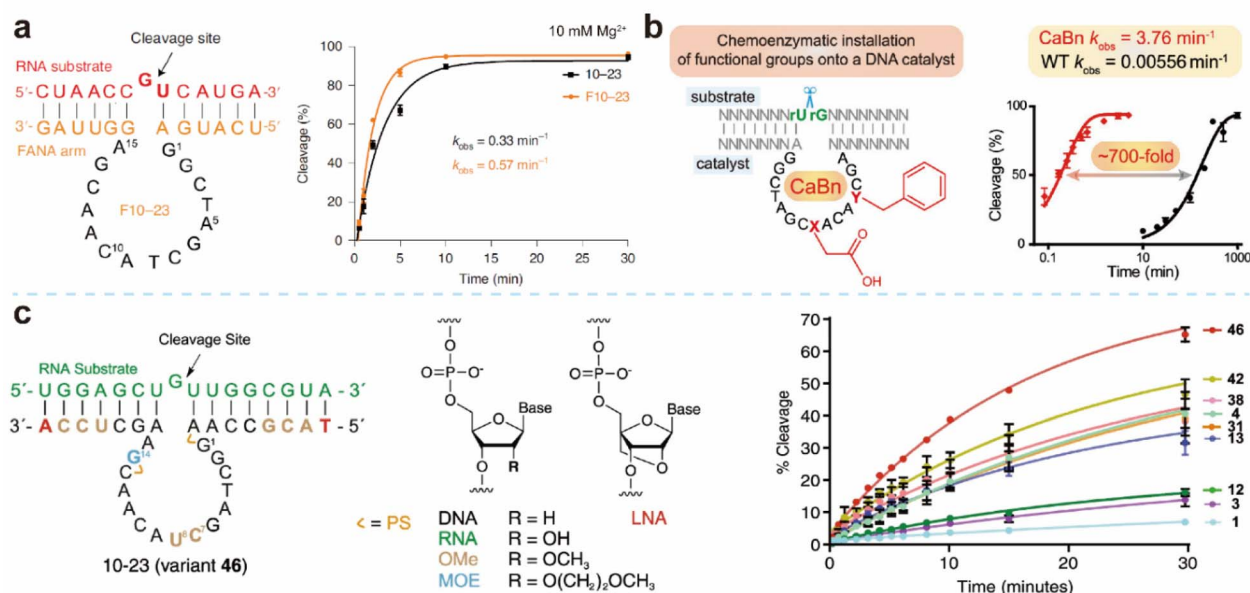 a
Cleavage site
RNA substrate
G
5′-CUAACC UCAUGA-3′
3′-GAUUGG AGUACU-5′
FANA arm
A15 G1
G G
C C
A F10–23 T
A A5
C G
A C10 T C G
A
10 mM Mg2+
10–23
F10–23
kobs = 0.33 min−1
kobs = 0.57 min−1
Cleavage (%)
100
80
60
40
20
0
0 5 10 15 20 25 30
Time (min)
b
Chemoenzymatic installation
of functional groups onto a DNA catalyst
substrate
NNNNNNNrUrGNNNNNNN
NNNNNNN A NNNNNNN
catalyst
G A
G G
C CaBn C
T Y
A A
G C X A C
O
OH
CaBn kobs = 3.76 min-1
WT kobs = 0.00556 min-1
Cleavage (%)
100
50
0
~700-fold
0.1 10 1000
Time (min)
c
Cleavage Site
RNA Substrate
G
5′-UGGAGCU UUGGCGUA-3′
3′-ACCUCGA AACCGCAT-5′
A G1
G14 G
C C
A T
A A
C G
A A U8 C7
10-23 (variant 46)
O
O=P-O-
O
Base
O
R
O
O
O=P-O-
O
Base
O
O
O
= PS
DNA R = H
RNA R = OH
OMe R = OCH3
MOE R = O(CH2)2OCH3
LNA
% Cleavage
70
60
50
40
30
20
10
0
0 10 20 30
Time (minutes)
46
42
38
4
31
13
12
3
1